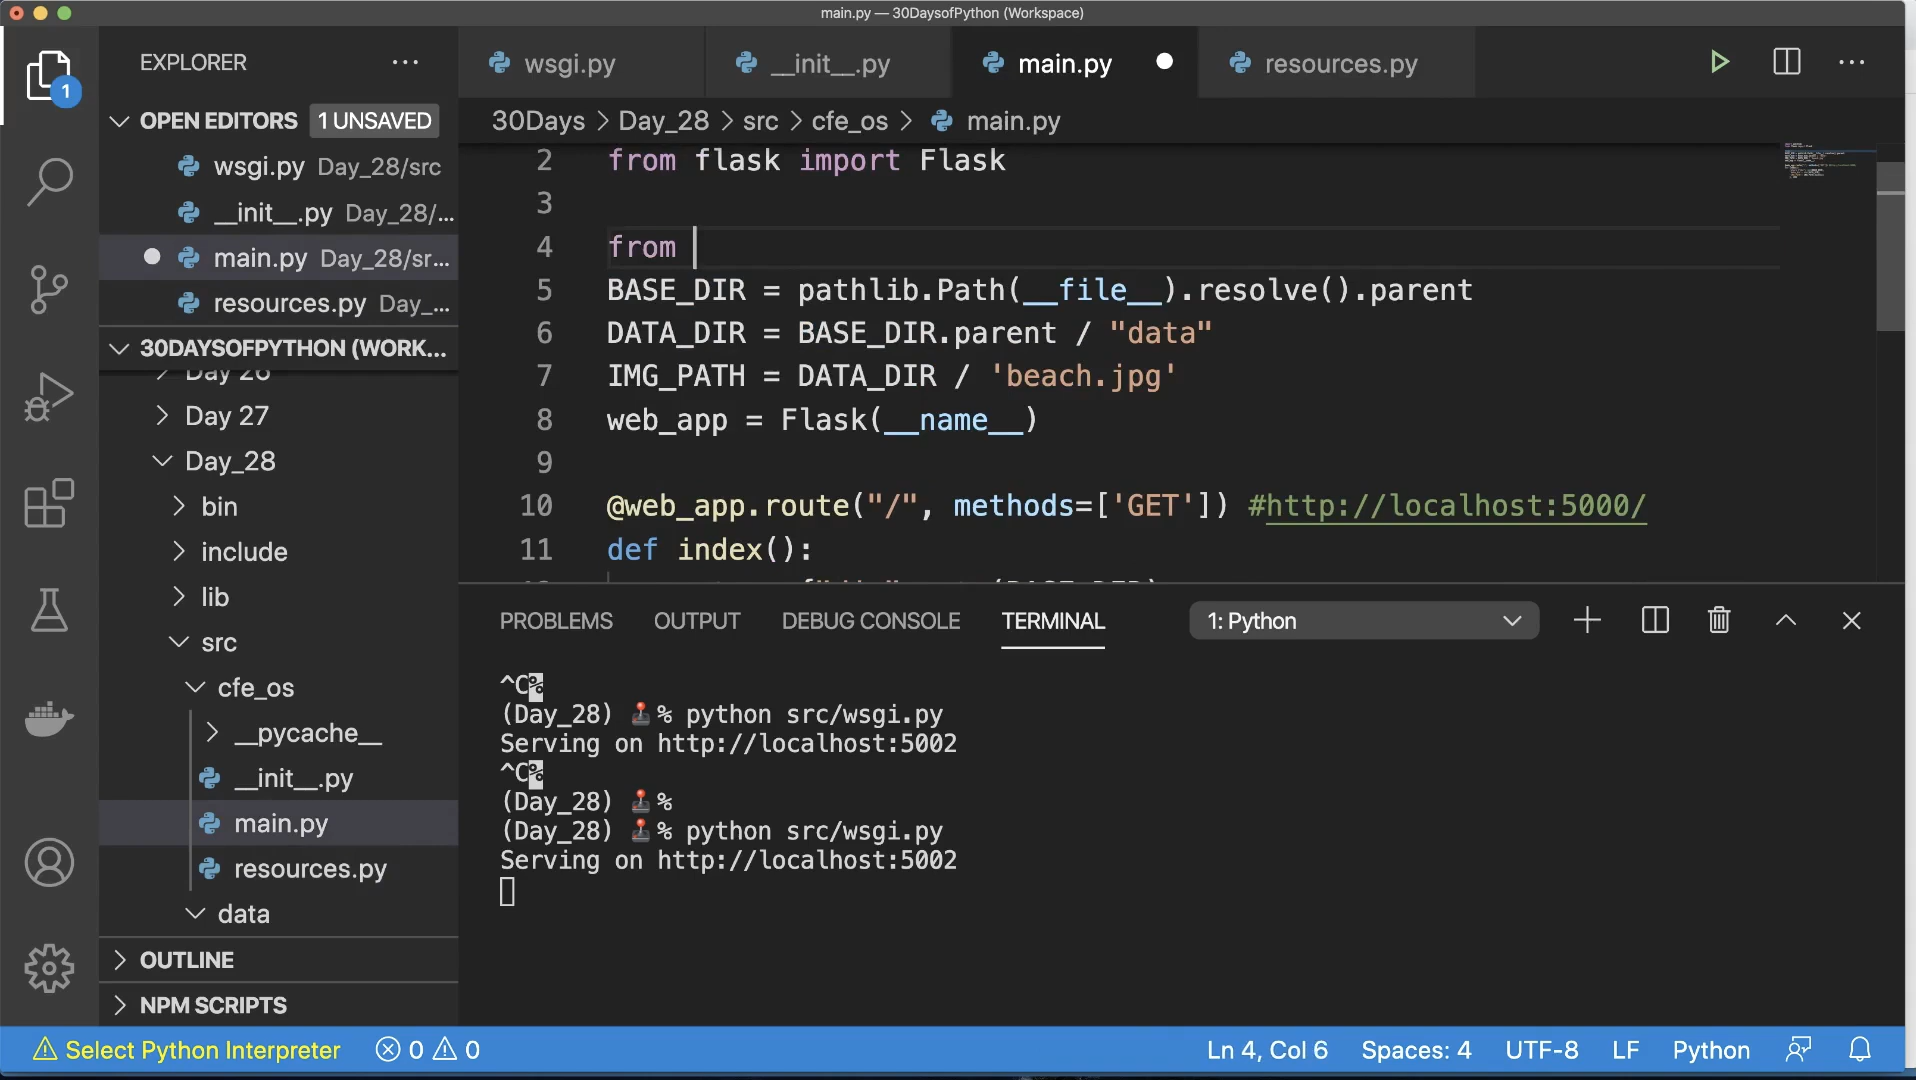 main.py — 30DaysofPython (Workspace)
EXPLORER
wsgi.py
__init__.py
main.py
resources.py
1
OPEN EDITORS 1 UNSAVED
wsgi.py Day_28/src
__init__.py Day_28/...
main.py Day_28/sr...
resources.py Day_...
30DAYSOFPYTHON (WORK...
Day 26
Day 27
Day_28
bin
include
lib
src
cfe_os
__pycache__
__init__.py
main.py
resources.py
data
OUTLINE
NPM SCRIPTS
30Days > Day_28 > src > cfe_os > main.py
2 from flask import Flask
3
4 from
5 BASE_DIR = pathlib.Path(__file__).resolve().parent
6 DATA_DIR = BASE_DIR.parent / "data"
7 IMG_PATH = DATA_DIR / 'beach.jpg'
8 web_app = Flask(__name__)
9
10 @web_app.route("/", methods=['GET']) #http://localhost:5000/
11 def index():
PROBLEMS OUTPUT DEBUG CONSOLE TERMINAL 1: Python
^C%
(Day_28) 🕹% python src/wsgi.py
Serving on http://localhost:5002
^C%
(Day_28) 🕹%
(Day_28) 🕹% python src/wsgi.py
Serving on http://localhost:5002
Select Python Interpreter 0 0 Ln 4, Col 6 Spaces: 4 UTF-8 LF Python